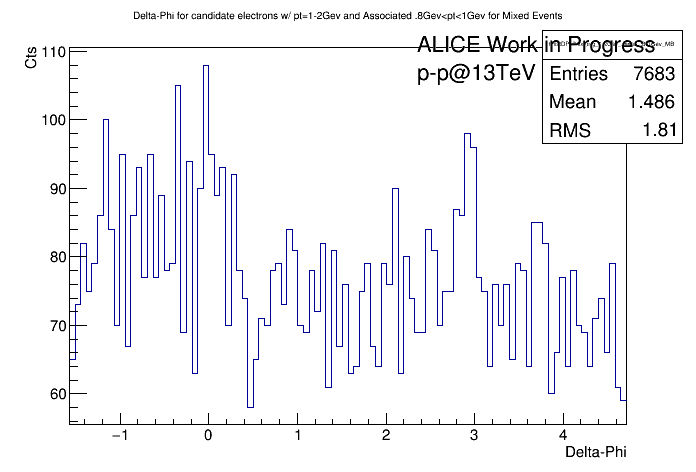 Delta-Phi for candidate electrons w/ pt=1-2Gev and Associated .8Gev<pt<1Gev for Mixed Events
Cts
110
100
90
80
70
60
ALICE Work in Progress
p-p@13TeV
Entries 7683
Mean 1.486
RMS 1.81
−1 0 1 2 3 4
Delta-Phi